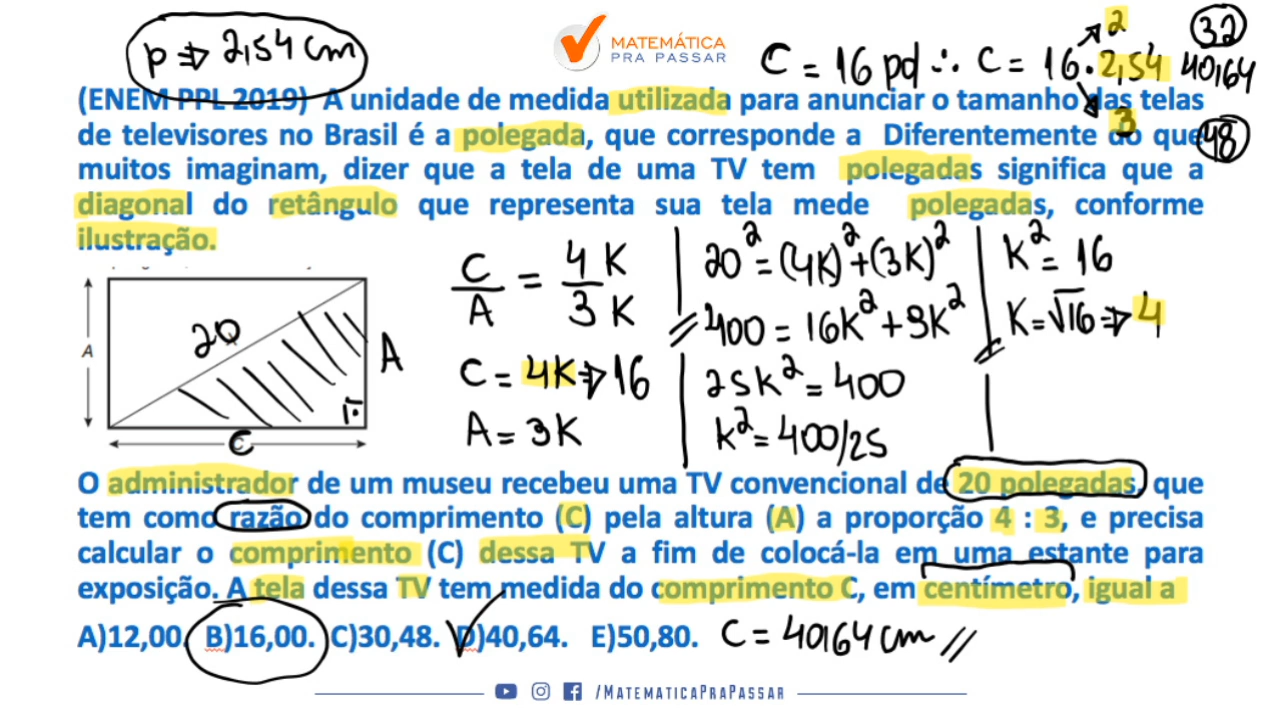 p ⇒ 2,54 cm
MATEMÁTICA
PRA PASSAR
C = 16 pd ∴ C = 16 . 2,54
2
3
32
40,64
48
(ENEM PPL 2019) A unidade de medida utilizada para anunciar o tamanho das telas
de televisores no Brasil é a polegada, que corresponde a Diferentemente do que
muitos imaginam, dizer que a tela de uma TV tem polegadas significa que a
diagonal do retângulo que representa sua tela mede polegadas, conforme
ilustração.
A
20
A
C
C/A = 4K/3K
C = 4K ⇒ 16
A = 3K
20² = (4K)² + (3K)²
400 = 16K² + 9K²
25K² = 400
K² = 400/25
K² = 16
K = √16 ⇒ 4
O administrador de um museu recebeu uma TV convencional de 20 polegadas, que
tem como razão do comprimento (C) pela altura (A) a proporção 4 : 3, e precisa
calcular o comprimento (C) dessa TV a fim de colocá-la em uma estante para
exposição. A tela dessa TV tem medida do comprimento C, em centímetro, igual a
A)12,00. B)16,00. C)30,48. D)40,64. E)50,80. C = 40,64 cm //
/MATEMATICAPRAPASSAR